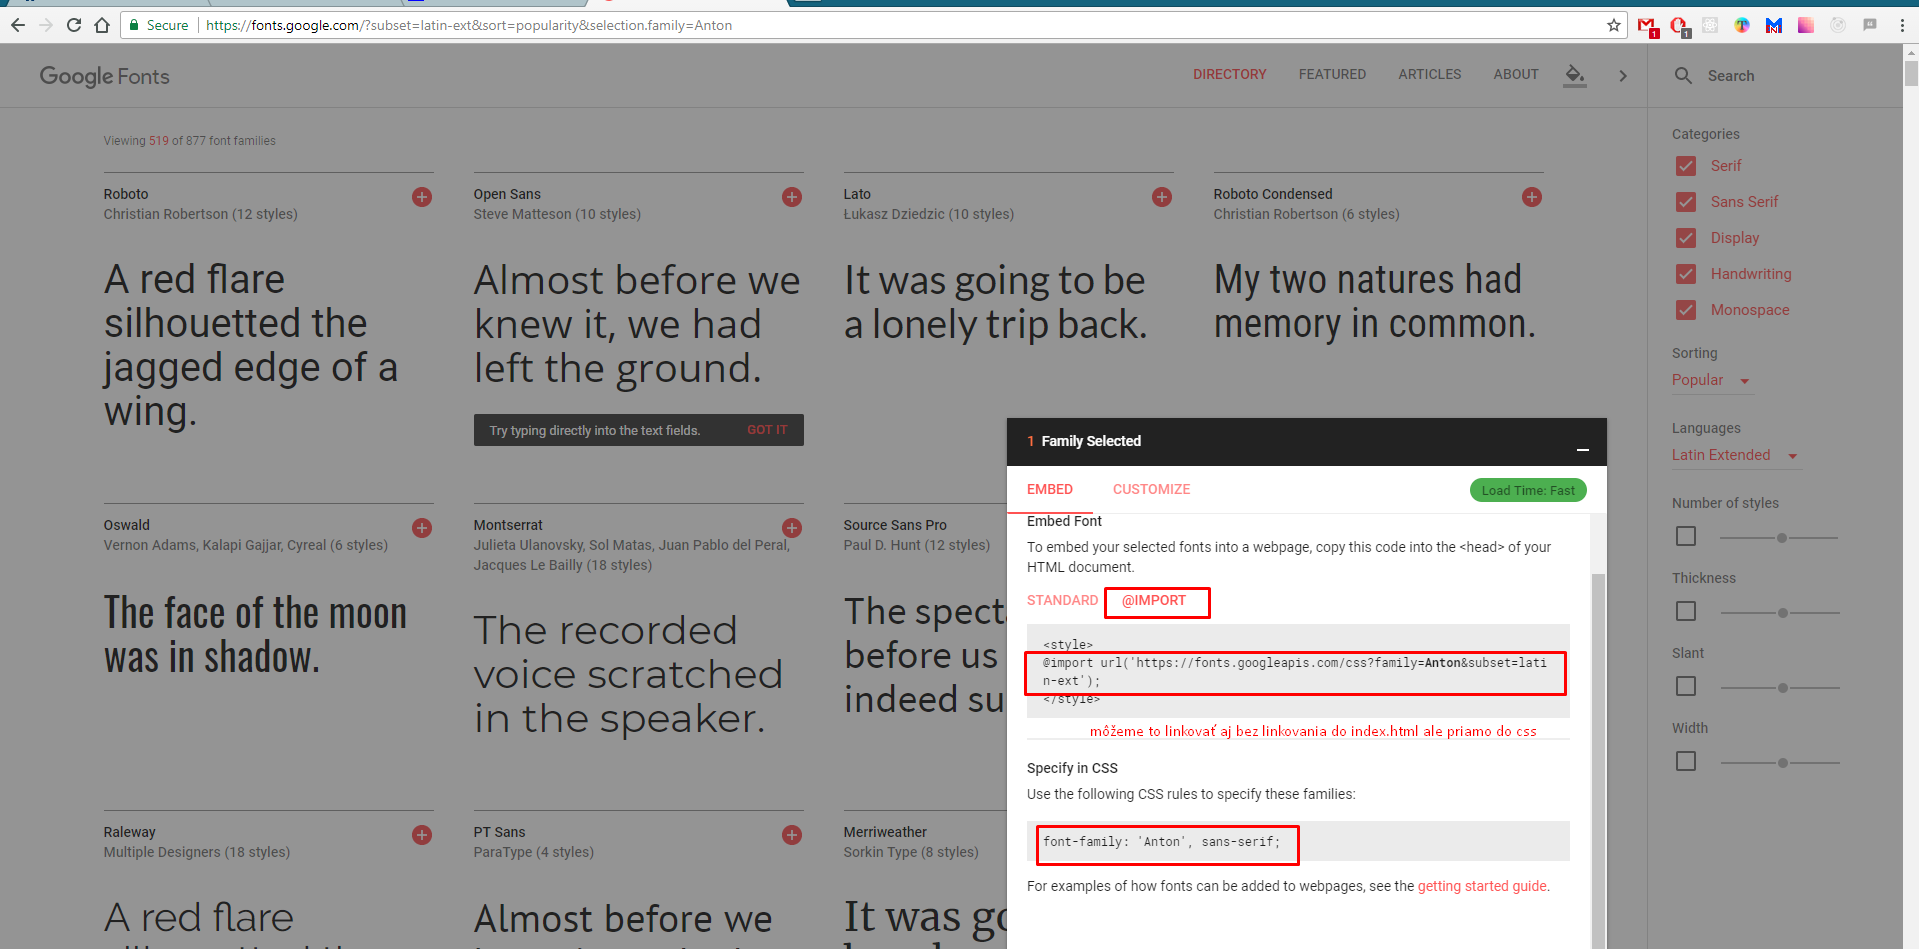 Secure
https://fonts.google.com/?subset=latin-ext&sort=popularity&selection.family=Anton
1
1
Google Fonts
DIRECTORY
FEATURED
ARTICLES
ABOUT
Search
Viewing 519 of 877 font families
Roboto
Christian Robertson (12 styles)
A red flare
silhouetted the
jagged edge of a
wing.
Open Sans
Steve Matteson (10 styles)
Almost before we
knew it, we had
left the ground.
Try typing directly into the text fields.
GOT IT
Lato
Łukasz Dziedzic (10 styles)
It was going to be
a lonely trip back.
Roboto Condensed
Christian Robertson (6 styles)
My two natures had
memory in common.
Oswald
Vernon Adams, Kalapi Gajjar, Cyreal (6 styles)
The face of the moon
was in shadow.
Montserrat
Julieta Ulanovsky, Sol Matas, Juan Pablo del Peral,
Jacques Le Bailly (18 styles)
The recorded
voice scratched
in the speaker.
Source Sans Pro
Paul D. Hunt (12 styles)
The spect
before us
indeed su
Raleway
Multiple Designers (18 styles)
A red flare
PT Sans
ParaType (4 styles)
Almost before we
Merriweather
Sorkin Type (8 styles)
It was go
1 Family Selected
EMBED
CUSTOMIZE
Load Time: Fast
Embed Font
To embed your selected fonts into a webpage, copy this code into the <head> of your
HTML document.
STANDARD
@IMPORT
<style>
@import url('https://fonts.googleapis.com/css?family=Anton&subset=lati
n-ext');
</style>
môžeme to linkovať aj bez linkovania do index.html ale priamo do css
Specify in CSS
Use the following CSS rules to specify these families:
font-family: 'Anton', sans-serif;
For examples of how fonts can be added to webpages, see the getting started guide.
Categories
Serif
Sans Serif
Display
Handwriting
Monospace
Sorting
Popular
Languages
Latin Extended
Number of styles
Thickness
Slant
Width